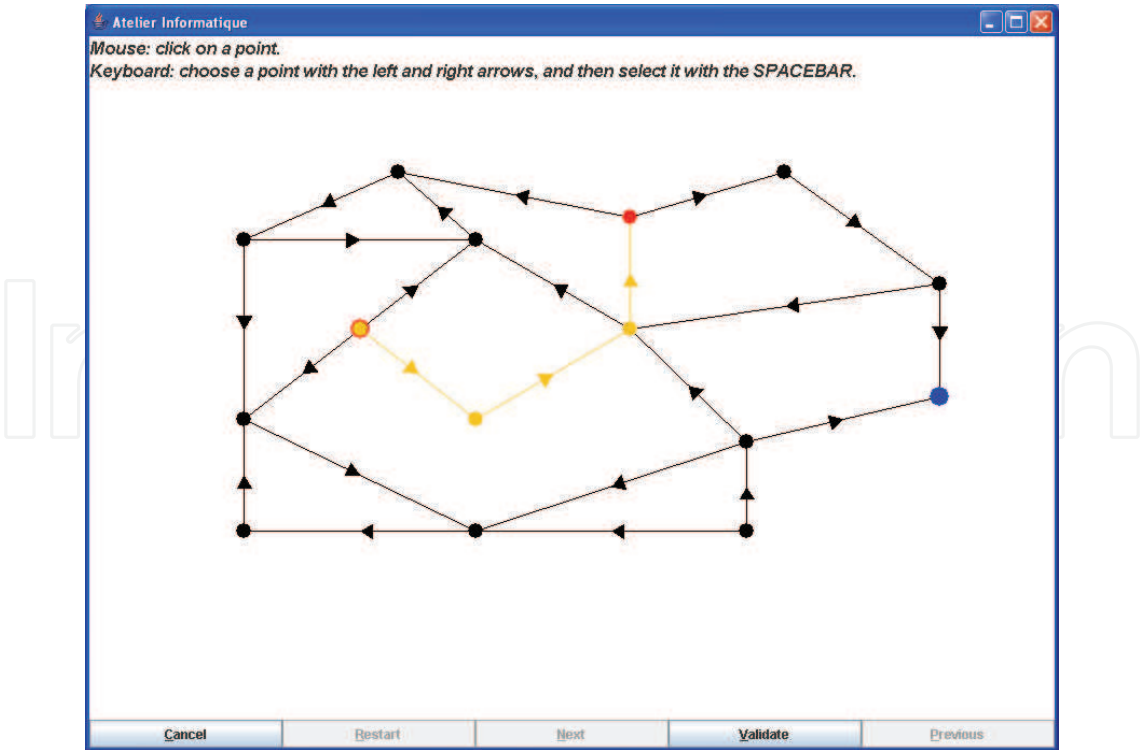 Atelier Informatique
Mouse: click on a point.
Keyboard: choose a point with the left and right arrows, and then select it with the SPACEBAR.
Cancel
Restart
Next
Validate
Previous